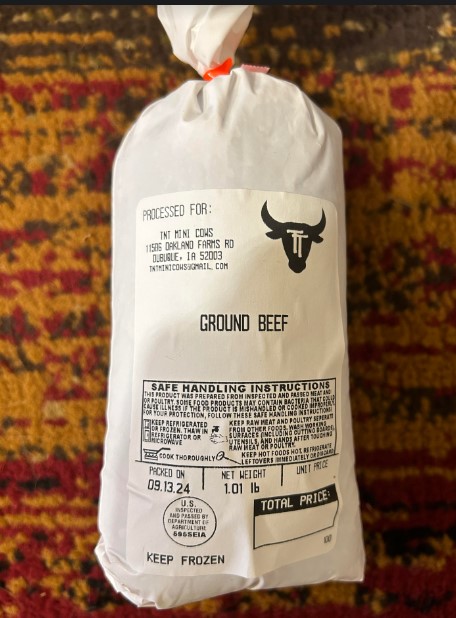 PROCESSED FOR:
TNT MINI COWS
11506 OAKLAND FARMS RD
DUBUQUE, IA 52003
TNTMINICOWS@GMAIL.COM
TT
GROUND BEEF
SAFE HANDLING INSTRUCTIONS
THIS PRODUCT WAS PREPARED FROM INSPECTED AND PASSED MEAT AND
/OR POULTRY. SOME FOOD PRODUCTS MAY CONTAIN BACTERIA THAT COULD
CAUSE ILLNESS IF THE PRODUCT IS MISHANDLED OR COOKED IMPROPERLY.
FOR YOUR PROTECTION, FOLLOW THESE SAFE HANDLING INSTRUCTIONS.
KEEP REFRIGERATED
OR FROZEN. THAW IN
REFRIGERATOR OR
MICROWAVE
KEEP RAW MEAT AND POULTRY SEPARATE
FROM OTHER FOODS. WASH WORKING
SURFACES (INCLUDING CUTTING BOARDS),
UTENSILS, AND HANDS AFTER TOUCHING
RAW MEAT OR POULTRY.
COOK THOROUGHLY
KEEP HOT FOODS HOT. REFRIGERATE
LEFTOVERS IMMEDIATELY OR DISCARD.
PACKED ON
09.13.24
NET WEIGHT
1.01 lb
UNIT PRICE
TOTAL PRICE:
U.S.
INSPECTED
AND PASSED BY
DEPARTMENT OF
AGRICULTURE
KEEP FROZEN